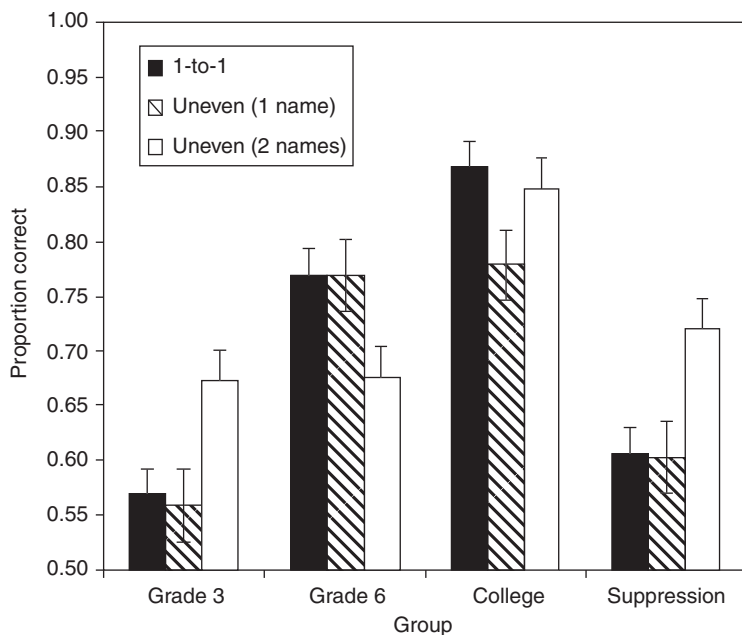 1.00
0.95
0.90
0.85
0.80
0.75
0.70
0.65
0.60
0.55
0.50
Proportion correct
1-to-1
Uneven (1 name)
Uneven (2 names)
Grade 3 Grade 6 College Suppression
Group